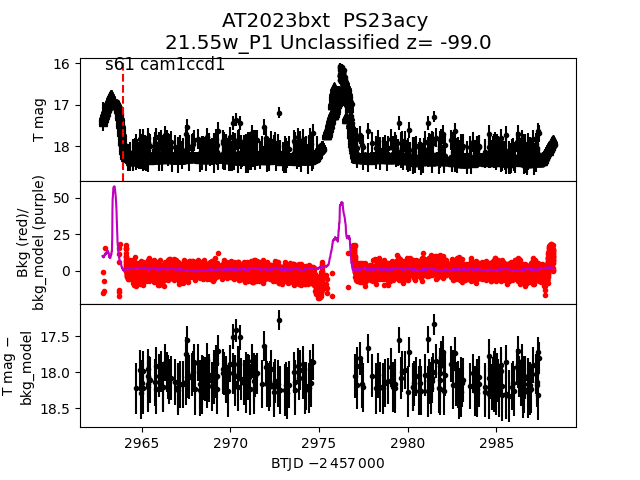 AT2023bxt  PS23acy
21.55w_P1 Unclassified z= -99.0
s61 cam1ccd1
16
17
18
T mag
50
25
0
Bkg (red)/
bkg_model (purple)
17.5
18.0
18.5
T mag −
bkg_model
2965 2970 2975 2980 2985
BTJD −2 457 000